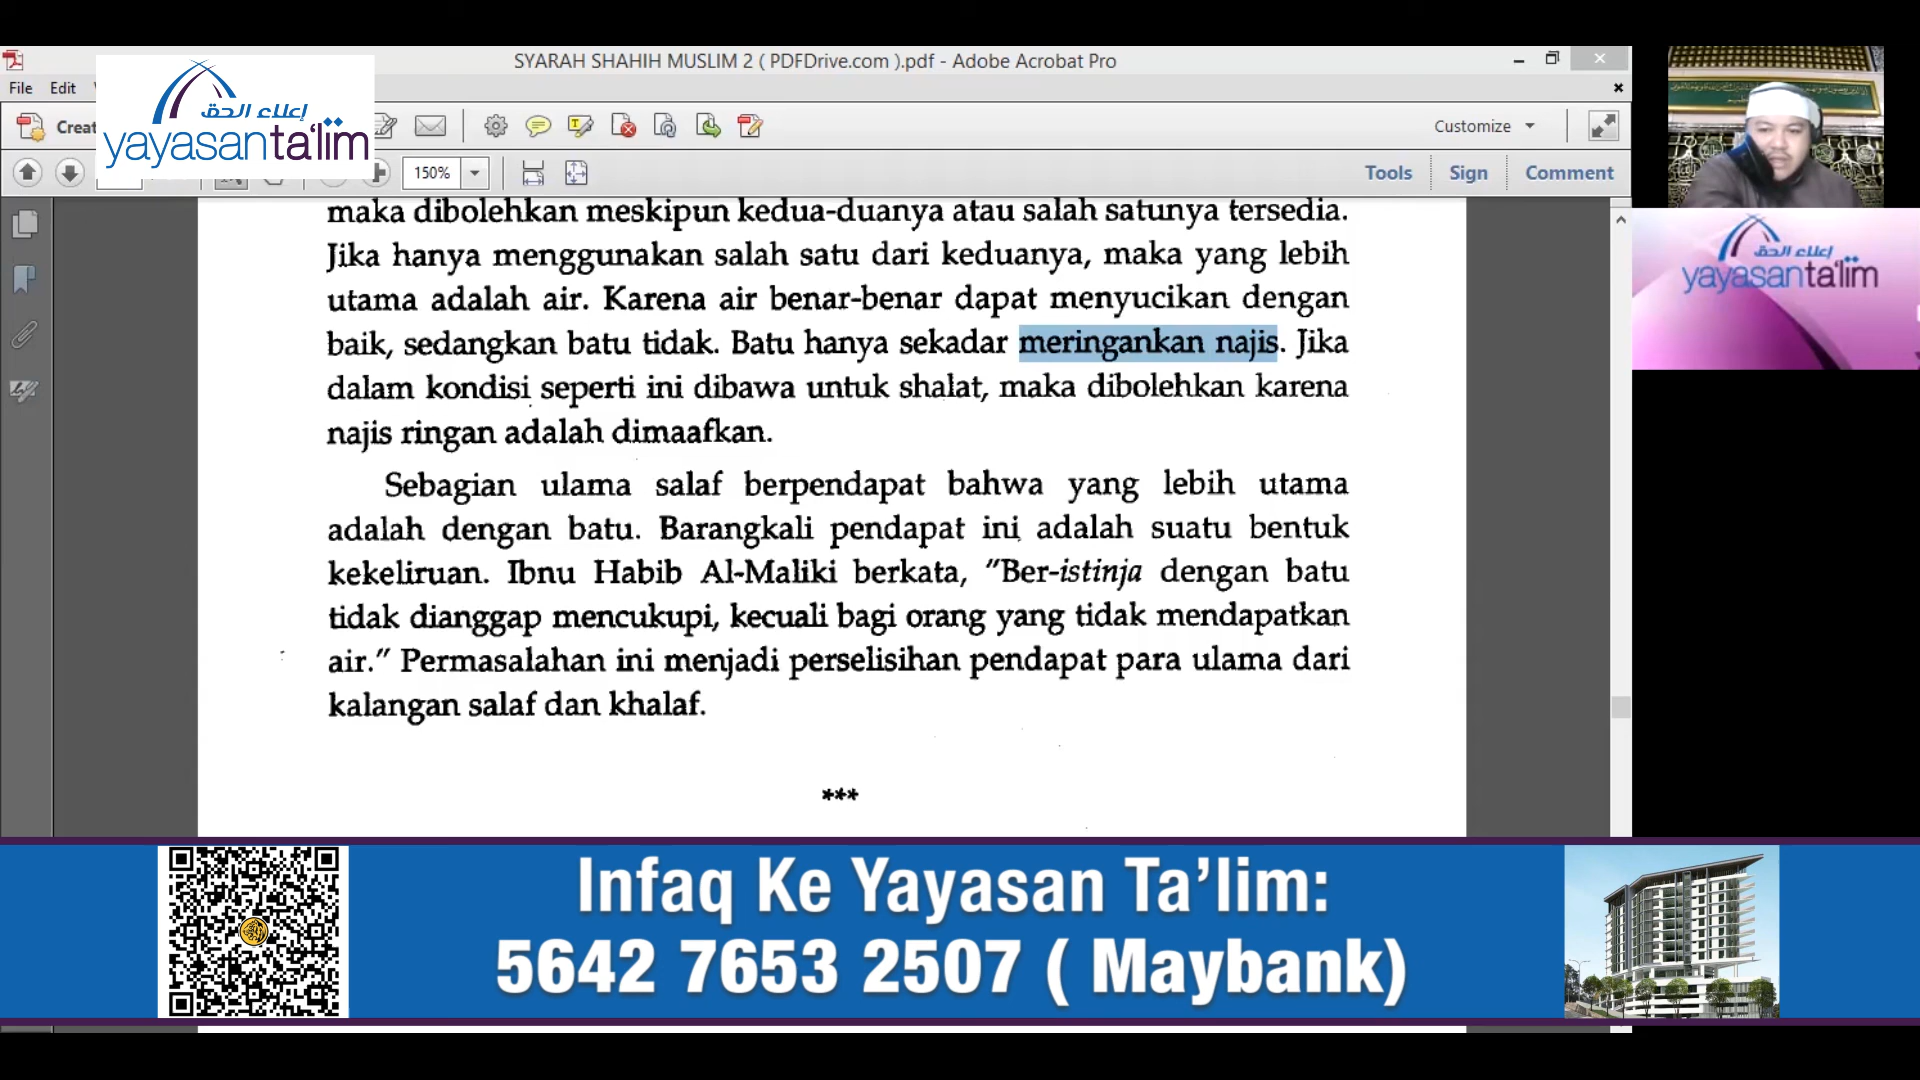 SYARAH SHAHIH MUSLIM 2 ( PDFDrive.com ).pdf - Adobe Acrobat Pro
File Edit
إعلاء الحق
yayasanta'lim
Customize
150%
Tools Sign Comment
maka dibolehkan meskipun kedua-duanya atau salah satunya tersedia.
Jika hanya menggunakan salah satu dari keduanya, maka yang lebih
utama adalah air. Karena air benar-benar dapat menyucikan dengan
baik, sedangkan batu tidak. Batu hanya sekadar meringankan najis. Jika
dalam kondisi seperti ini dibawa untuk shalat, maka dibolehkan karena
najis ringan adalah dimaafkan.
Sebagian ulama salaf berpendapat bahwa yang lebih utama
adalah dengan batu. Barangkali pendapat ini adalah suatu bentuk
kekeliruan. Ibnu Habib Al-Maliki berkata, "Ber-istinja dengan batu
tidak dianggap mencukupi, kecuali bagi orang yang tidak mendapatkan
air." Permasalahan ini menjadi perselisihan pendapat para ulama dari
kalangan salaf dan khalaf.
***
إعلاء الحق
yayasanta'lim
Infaq Ke Yayasan Ta'lim:
5642 7653 2507 ( Maybank)